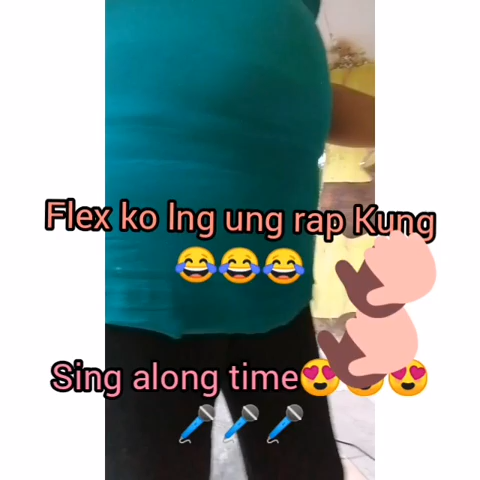 Flex ko lng ung rap Kung
😂😂😂
Sing along time😍😍😍
🎤🎤🎤